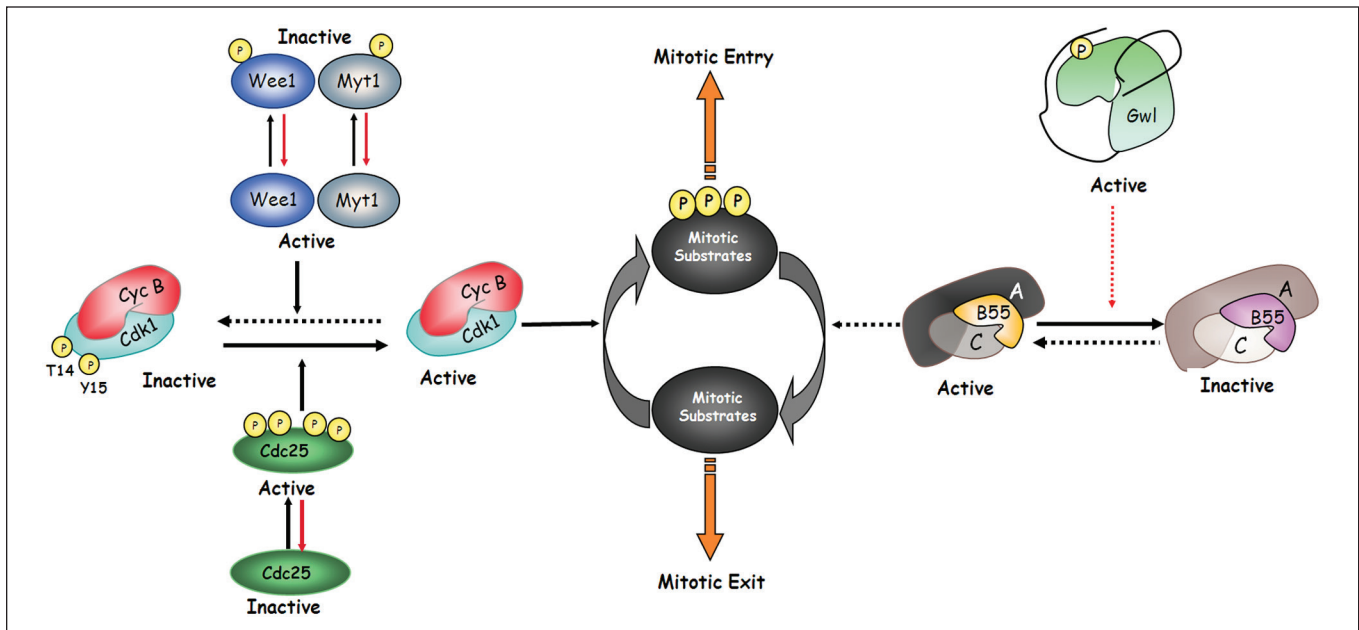 Inactive
P
P
Wee1
Myt1
Wee1
Myt1
Active
Cyc B
Cdk1
P
T14
P
Y15
Inactive
Cyc B
Cdk1
Active
P
P
P
P
Cdc25
Active
Cdc25
Inactive
Mitotic Entry
P
P
P
Mitotic
Substrates
Mitotic
Substrates
Mitotic Exit
P
Gwl
Active
A
B55
C
Active
A
B55
C
Inactive